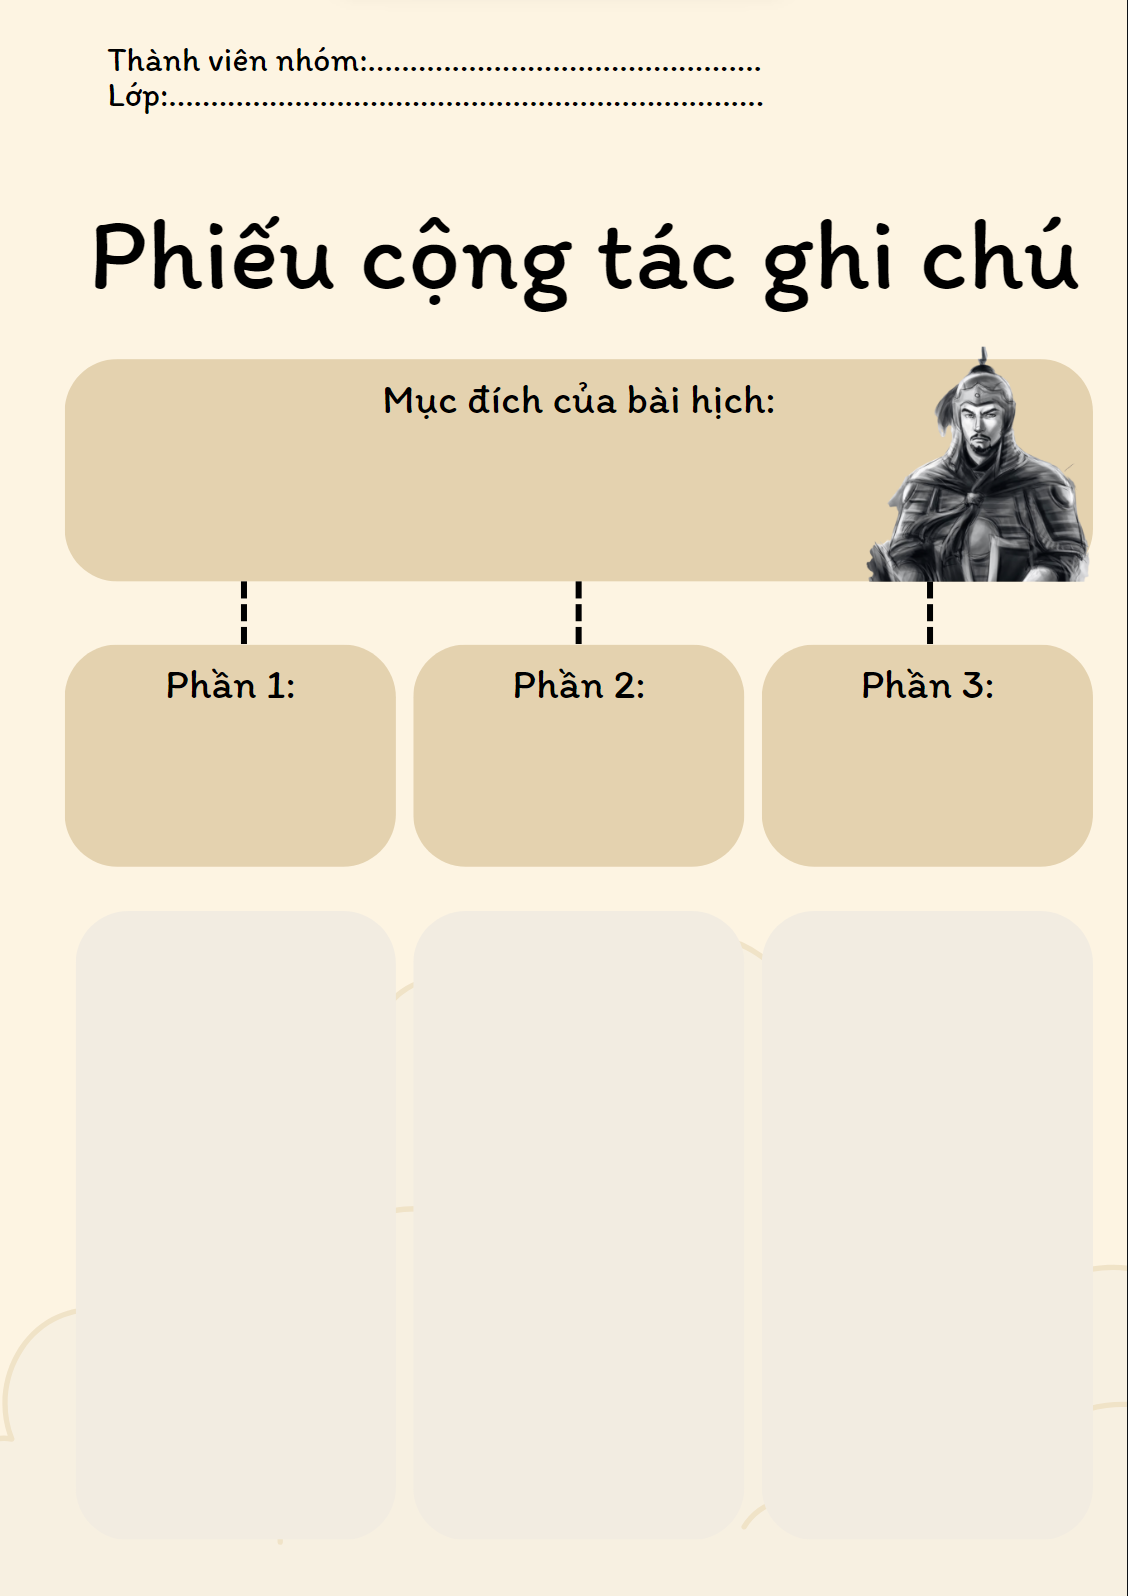 Thành viên nhóm:...............................................
Lớp:.......................................................................
Phiếu cộng tác ghi chú
Mục đích của bài hịch:
Phần 1:
Phần 2:
Phần 3: